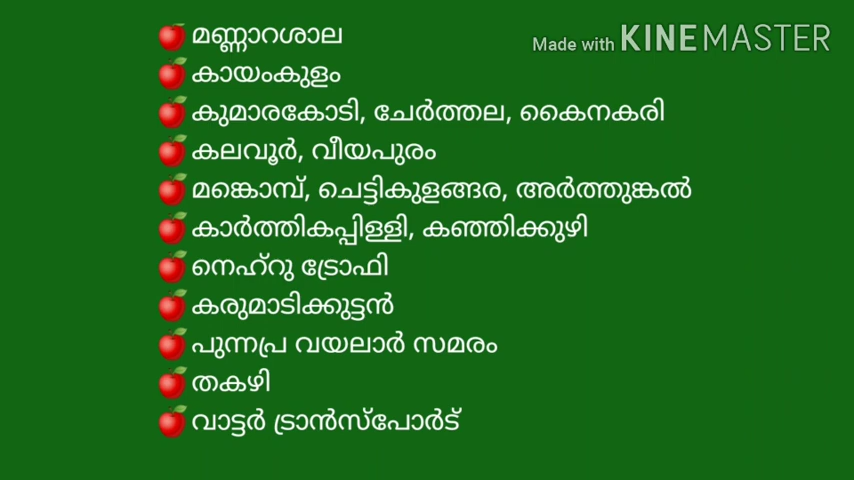 Made with KINEMASTER
മണ്ണാറശാല
കായംകുളം
കുമാരകോടി, ചേർത്തല, കൈനകരി
കലവൂർ, വീയപുരം
മങ്കൊമ്പ്, ചെട്ടികുളങ്ങര, അർത്തുങ്കൽ
കാർത്തികപ്പിള്ളി, കഞ്ഞിക്കുഴി
നെഹ്റു ട്രോഫി
കരുമാടിക്കുട്ടൻ
പുന്നപ്ര വയലാർ സമരം
തകഴി
വാട്ടർ ട്രാൻസ്പോർട്